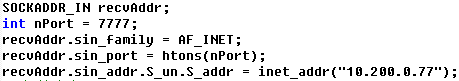 SOCKADDR_IN recvAddr;
int nPort = 7777;
recvAddr.sin_family = AF_INET;
recvAddr.sin_port = htons(nPort);
recvAddr.sin_addr.S_un.S_addr = inet_addr("10.200.0.77");